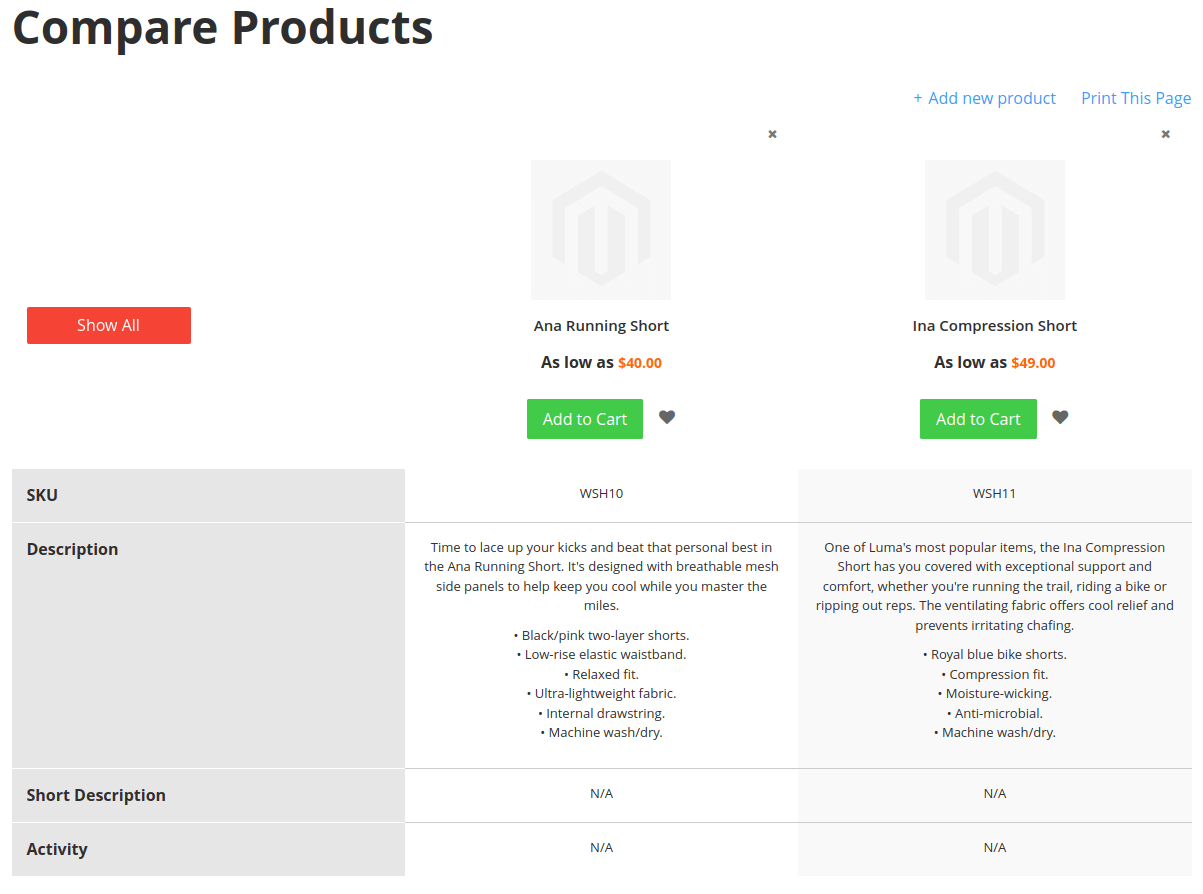 Compare Products
+ Add new product Print This Page
✖ ✖
Show All
Ana Running Short
As low as $40.00
Add to Cart
Ina Compression Short
As low as $49.00
Add to Cart
SKU
WSH10
WSH11
Description
Time to lace up your kicks and beat that personal best in
the Ana Running Short. It's designed with breathable mesh
side panels to help keep you cool while you master the
miles.
• Black/pink two-layer shorts.
• Low-rise elastic waistband.
• Relaxed fit.
• Ultra-lightweight fabric.
• Internal drawstring.
• Machine wash/dry.
One of Luma's most popular items, the Ina Compression
Short has you covered with exceptional support and
comfort, whether you're running the trail, riding a bike or
ripping out reps. The ventilating fabric offers cool relief and
prevents irritating chafing.
• Royal blue bike shorts.
• Compression fit.
• Moisture-wicking.
• Anti-microbial.
• Machine wash/dry.
Short Description
N/A
N/A
Activity
N/A
N/A